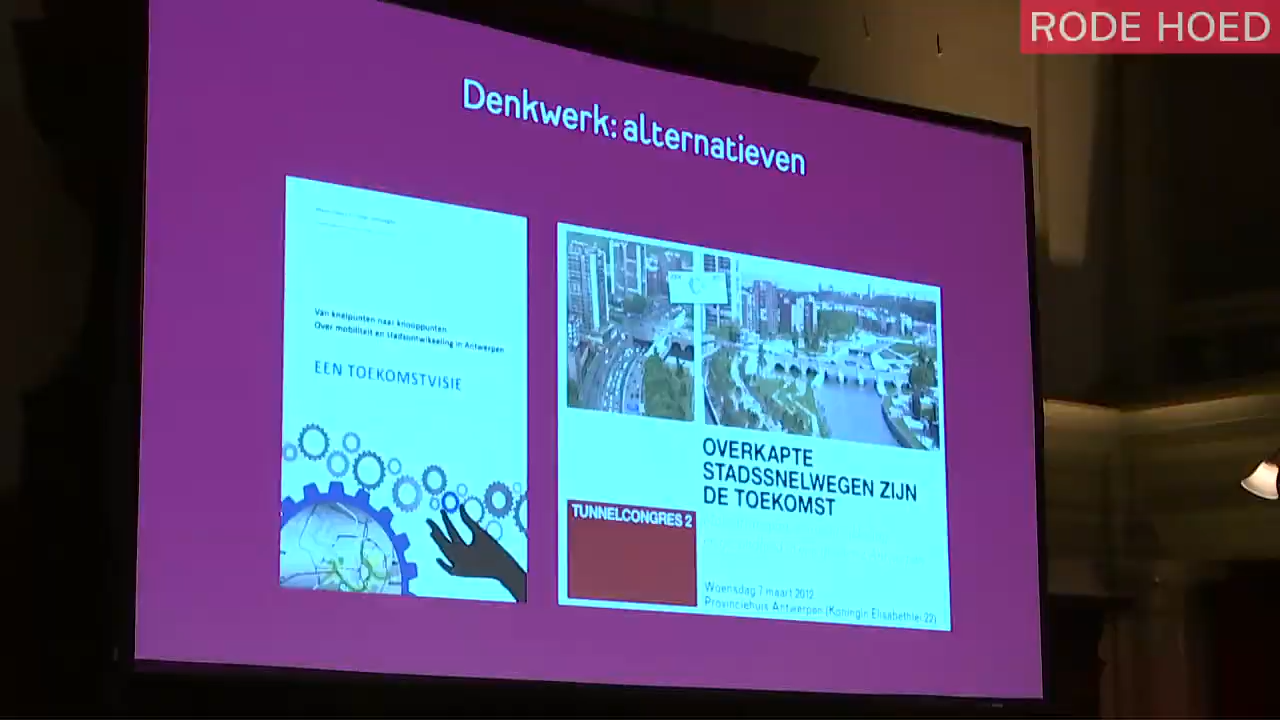 RODE HOED
Denkwerk: alternatieven
Van knelpunten naar knooppunten
Over mobiliteit en stadsontwikkeling in Antwerpen
EEN TOEKOMSTVISIE
OVERKAPTE
STADSSNELWEGEN ZIJN
DE TOEKOMST
TUNNELCONGRES 2
Woensdag 7 maart 2012
Provinciehuis Antwerpen (Koningin Elisabethlei 22)